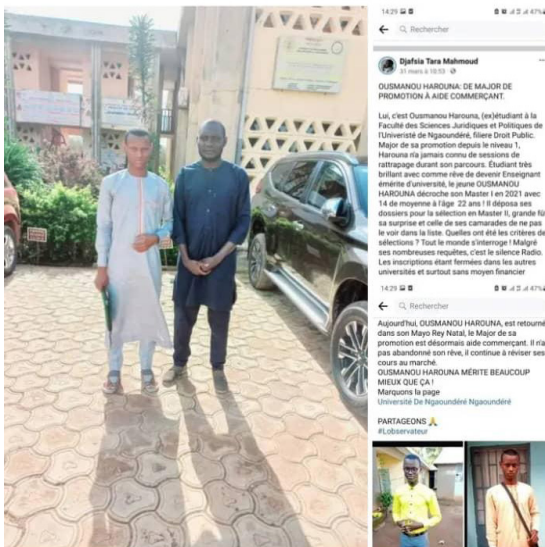 14:29
47%
Rechercher
Djafsia Tara Mahmoud
31 mars à 18:53
OUSMANOU HAROUNA: DE MAJOR DE
PROMOTION À AIDE COMMERÇANT.
Lui, c'est Ousmanou Harouna, (ex)étudiant à
la
Faculté des Sciences Juridiques et Politiques de
l'Univerisité de Ngaoundéré, filiere Droit Public.
Major de sa promotion depuis le niveau 1,
Harouna n'a jamais connu de sessions de
rattrapage durant son parcours. Étudiant très
brillant avec comme rêve de devenir Enseignant
émérite d'université, le jeune OUSMANOU
HAROUNA décroche son Master I en 2021 avec
14 de moyenne à l'âge 22 ans ! Il déposa ses
dossiers pour la sélection en Master II, grande fû
sa surprise et celle de ses camarades de ne pas
le voir dans la liste. Quelles ont été les critères de
sélections ? Tout le monde s'interroge ! Malgré
ses nombreuses requêtes, c'est le silence Radio.
Les inscriptions étant fermées dans les autres
universités et surtout sans moyen financier
14:29
47%
Rechercher
Aujourd'hui, OUSMANOU HAROUNA, est retourné
dans son Mayo Rey Natal, le Major de sa
promotion est désormais aide commerçant. Il n'a
pas abandonné son rêve, il continue à réviser ses
cours au marché.
OUSMANOU HAROUNA MÉRITE BEAUCOUP
MIEUX QUE ÇA !
Marquons la page
Université De Ngaoundéré Ngaoundéré
PARTAGEONS 🙏
#Lobservateur